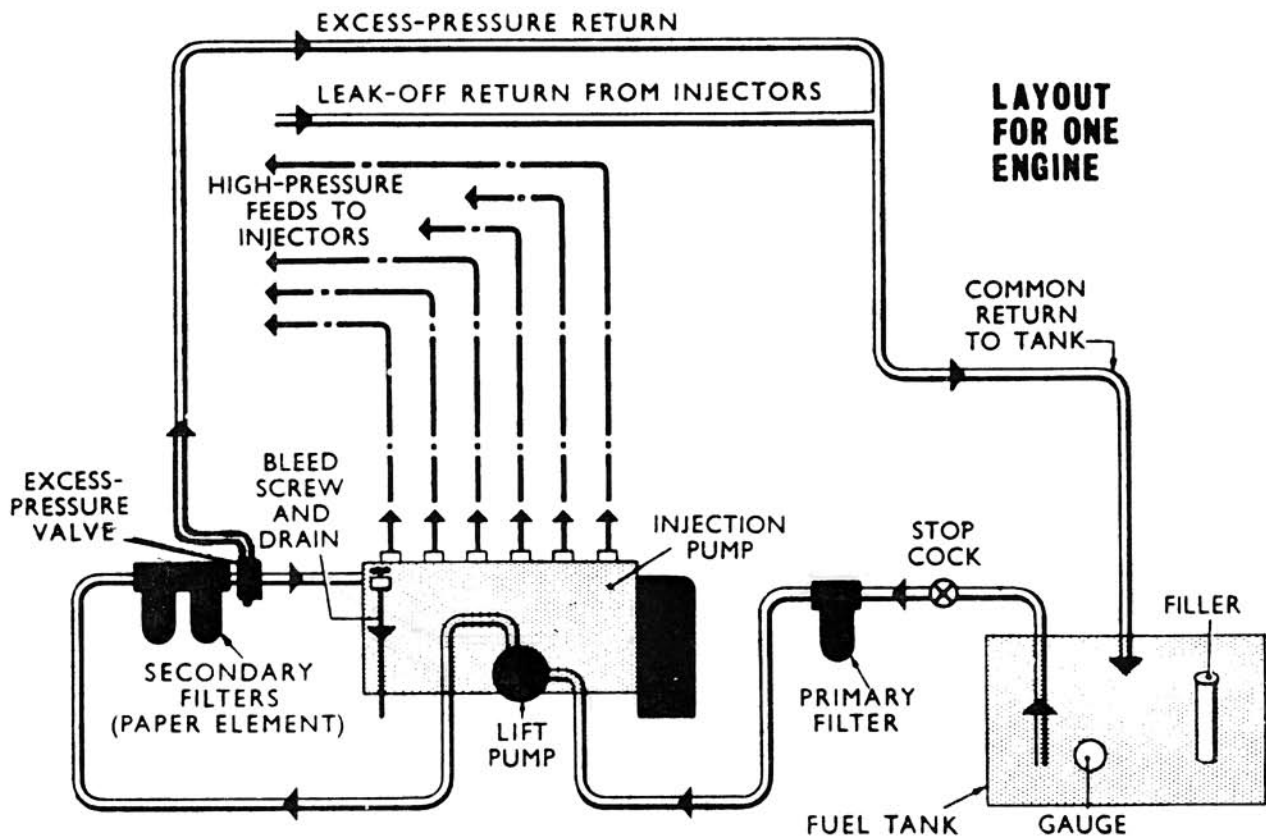 EXCESS-PRESSURE RETURN
LEAK-OFF RETURN FROM INJECTORS
LAYOUT
FOR ONE
ENGINE
HIGH-PRESSURE
FEEDS TO
INJECTORS
COMMON
RETURN
TO TANK
EXCESS-
PRESSURE
VALVE
BLEED
SCREW
AND
DRAIN
INJECTION
PUMP
STOP
COCK
FILLER
SECONDARY
FILTERS
(PAPER ELEMENT)
LIFT
PUMP
PRIMARY
FILTER
FUEL TANK
GAUGE